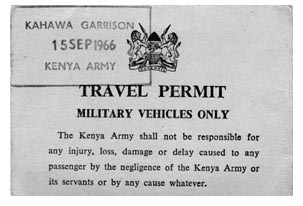 KAHAWA GARRISON
15 SEP 1966
KENYA ARMY
TRAVEL PERMIT
MILITARY VEHICLES ONLY
The Kenya Army shall not be responsible for
any injury, loss, damage or delay caused to any
passenger by the negligence of the Kenya Army or
its servants or by any cause whatever.